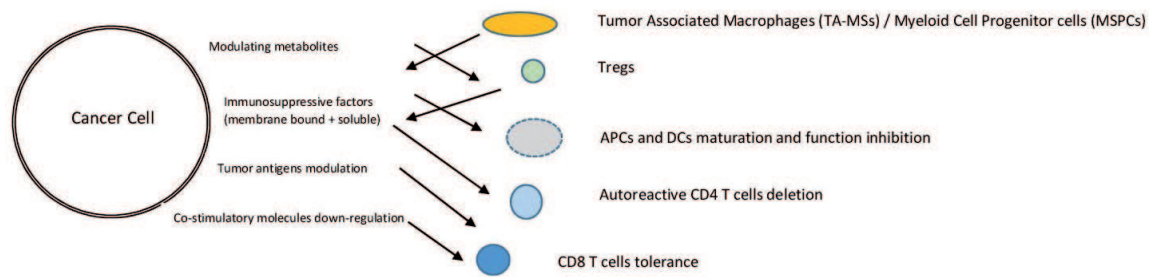 Tumor Associated Macrophages (TA-MSs) / Myeloid Cell Progenitor cells (MSPCs)
Modulating metabolites
Tregs
Cancer Cell
Immunosuppressive factors
(membrane bound + soluble)
APCs and DCs maturation and function inhibition
Tumor antigens modulation
Autoreactive CD4 T cells deletion
Co-stimulatory molecules down-regulation
CD8 T cells tolerance